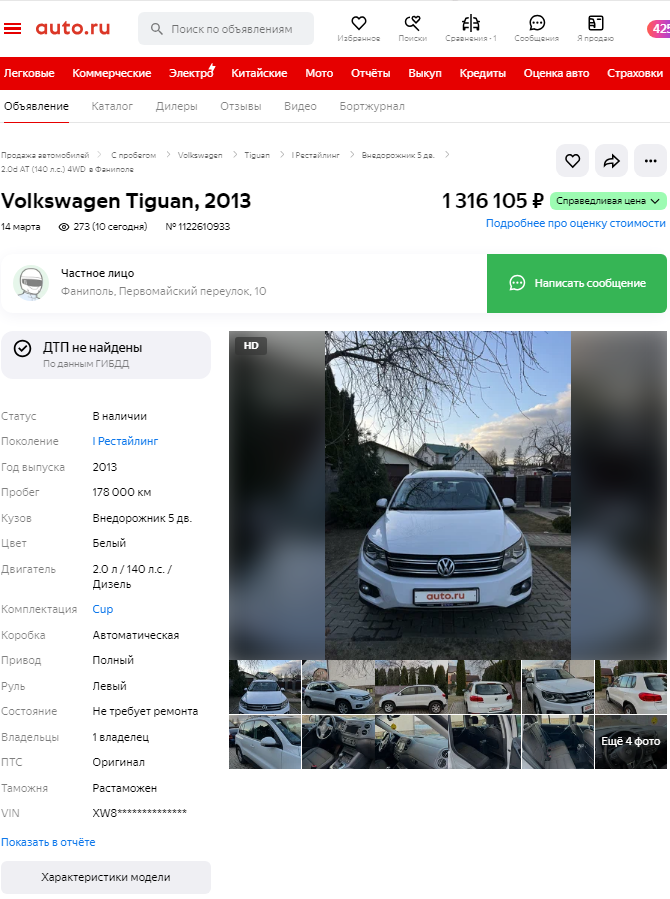 auto.ru
Поиск по объявлениям
Избранное
Поиски
Сравнения · 1
Сообщения
Я продаю
425
Легковые Коммерческие Электро Китайские Мото Отчёты Выкуп Кредиты Оценка авто Страховки
Объявление Каталог Дилеры Отзывы Видео Бортжурнал
Продажа автомобилей > С пробегом > Volkswagen > Tiguan > I Рестайлинг > Внедорожник 5 дв. >
2.0d AT (140 л.с.) 4WD в Фаниполе
Volkswagen Tiguan, 2013
1 316 105 ₽ Справедливая цена
14 марта 273 (10 сегодня) № 1122610933
Подробнее про оценку стоимости
Частное лицо
Фаниполь, Первомайский переулок, 10
Написать сообщение
ДТП не найдены
По данным ГИБДД
HD
Статус В наличии
Поколение I Рестайлинг
Год выпуска 2013
Пробег 178 000 км
Кузов Внедорожник 5 дв.
Цвет Белый
Двигатель 2.0 л / 140 л.с. /
Дизель
Комплектация Cup
Коробка Автоматическая
Привод Полный
Руль Левый
Состояние Не требует ремонта
Владельцы 1 владелец
ПТС Оригинал
Таможня Растаможен
VIN XW8**************
Показать в отчёте
Характеристики модели
auto.ru
Ещё 4 фото